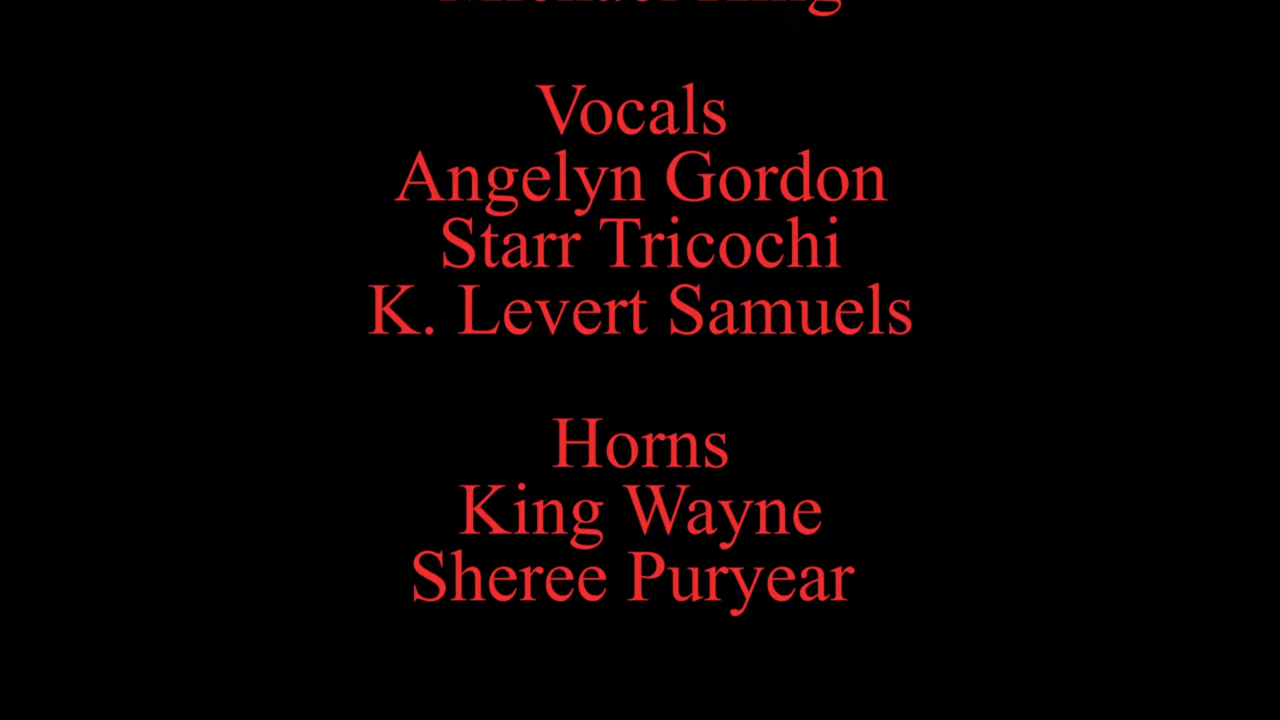 Vocals
Angelyn Gordon
Starr Tricochi
K. Levert Samuels
Horns
King Wayne
Sheree Puryear